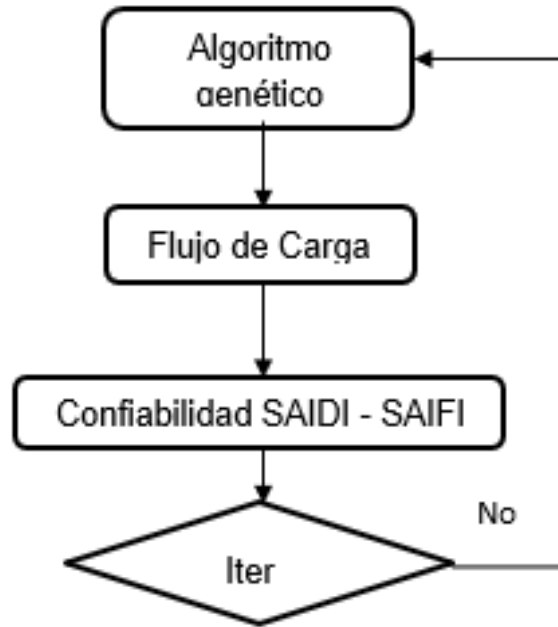 Algoritmo
genético
Flujo de Carga
Confiabilidad SAIDI - SAIFI
No
Iter